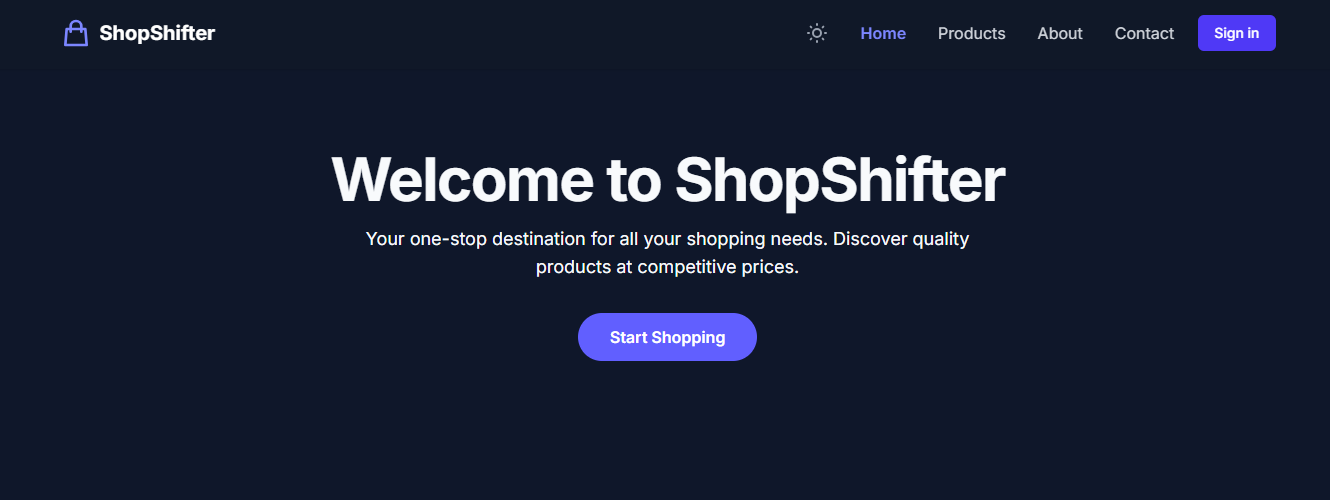 ShopShifter
Home
Products
About
Contact
Sign in
Welcome to ShopShifter
Your one-stop destination for all your shopping needs. Discover quality
products at competitive prices.
Start Shopping